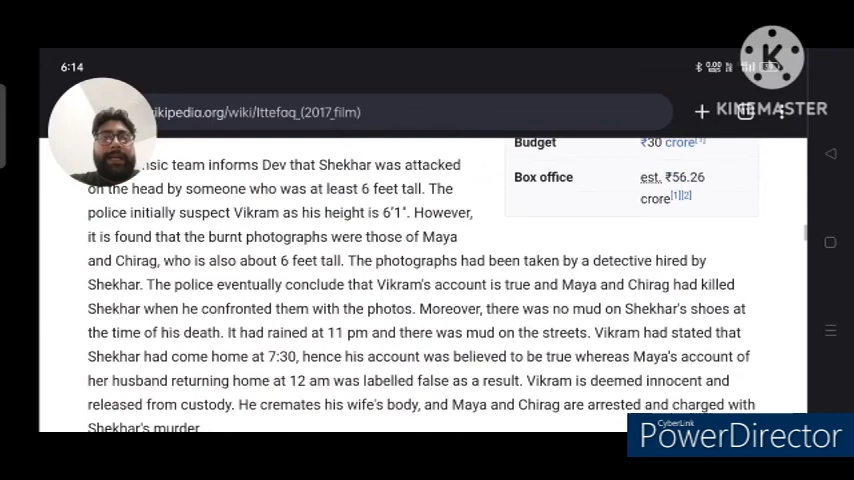 6:14
ikipedia.org/wiki/Ittefaq_(2017_film)
KINEMASTER
Budget ₹30 crore[1]
Box office est. ₹56.26
crore[1][2]
sic team informs Dev that Shekhar was attacked
on the head by someone who was at least 6 feet tall. The
police initially suspect Vikram as his height is 6'1". However,
it is found that the burnt photographs were those of Maya
and Chirag, who is also about 6 feet tall. The photographs had been taken by a detective hired by
Shekhar. The police eventually conclude that Vikram's account is true and Maya and Chirag had killed
Shekhar when he confronted them with the photos. Moreover, there was no mud on Shekhar's shoes at
the time of his death. It had rained at 11 pm and there was mud on the streets. Vikram had stated that
Shekhar had come home at 7:30, hence his account was believed to be true whereas Maya's account of
her husband returning home at 12 am was labelled false as a result. Vikram is deemed innocent and
released from custody. He cremates his wife's body, and Maya and Chirag are arrested and charged with
Shekhar's murder
CyberLink
PowerDirector